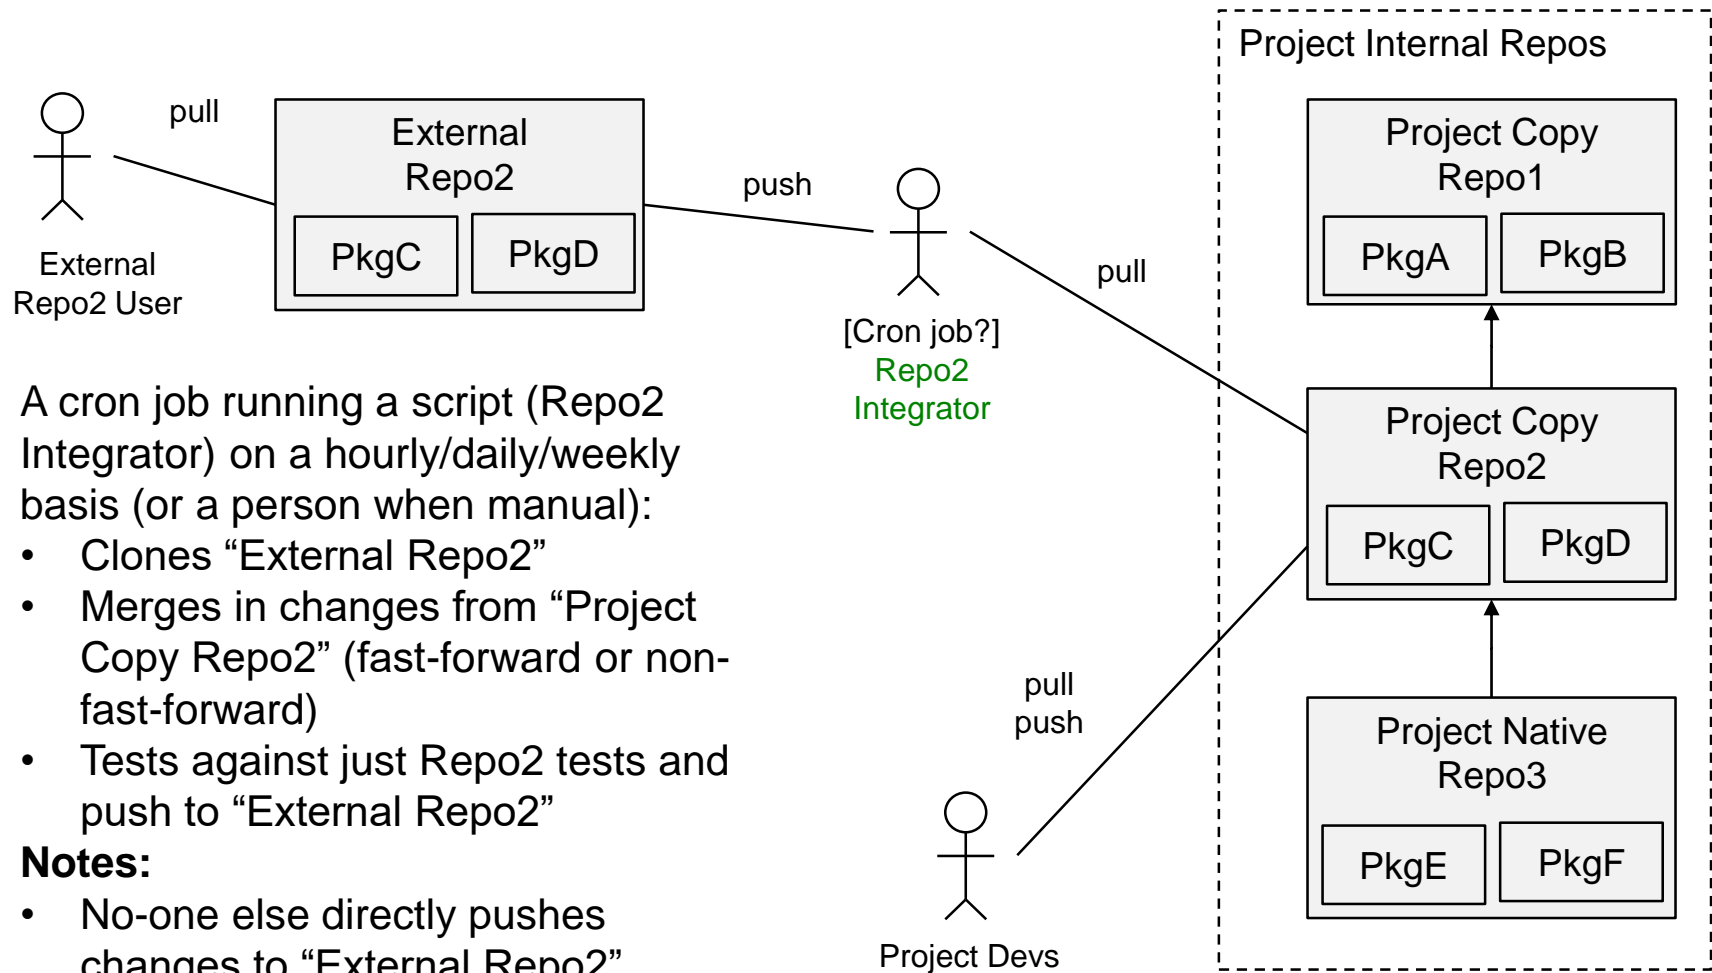 Project Internal Repos
pull
External
Repo2
PkgC
PkgD
External
Repo2 User
push
[Cron job?]
Repo2
Integrator
pull
Project Copy
Repo1
PkgA
PkgB
Project Copy
Repo2
PkgC
PkgD
Project Native
Repo3
PkgE
PkgF
pull
push
Project Devs
A cron job running a script (Repo2
Integrator) on a hourly/daily/weekly
basis (or a person when manual):
• Clones “External Repo2”
• Merges in changes from “Project
Copy Repo2” (fast-forward or non-
fast-forward)
• Tests against just Repo2 tests and
push to “External Repo2”
Notes:
• No-one else directly pushes
changes to “External Repo2”